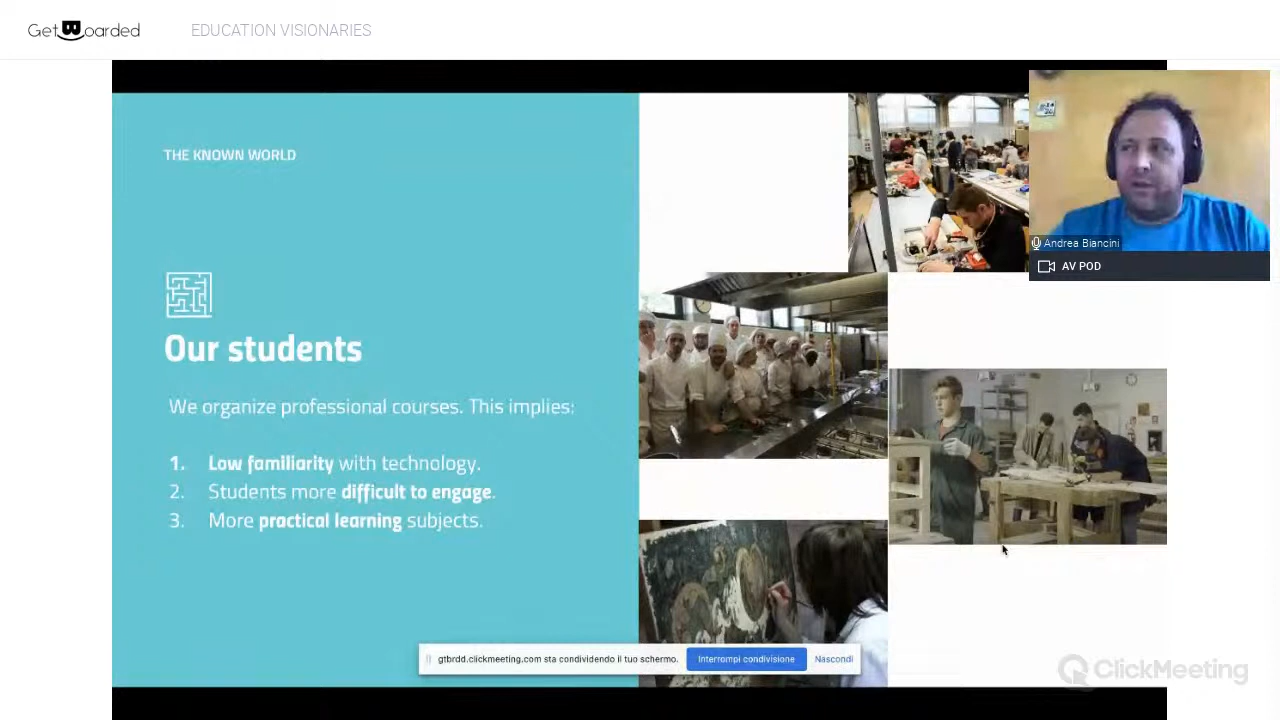 GetBoarded
EDUCATION VISIONARIES
THE KNOWN WORLD
Our students
We organize professional courses. This implies:
1. Low familiarity with technology.
2. Students more difficult to engage.
3. More practical learning subjects.
Andrea Biancini
AV POD
gtbrdd.clickmeeting.com sta condividendo il tuo schermo.
Interrompi condivisione
Nascondi
ClickMeeting